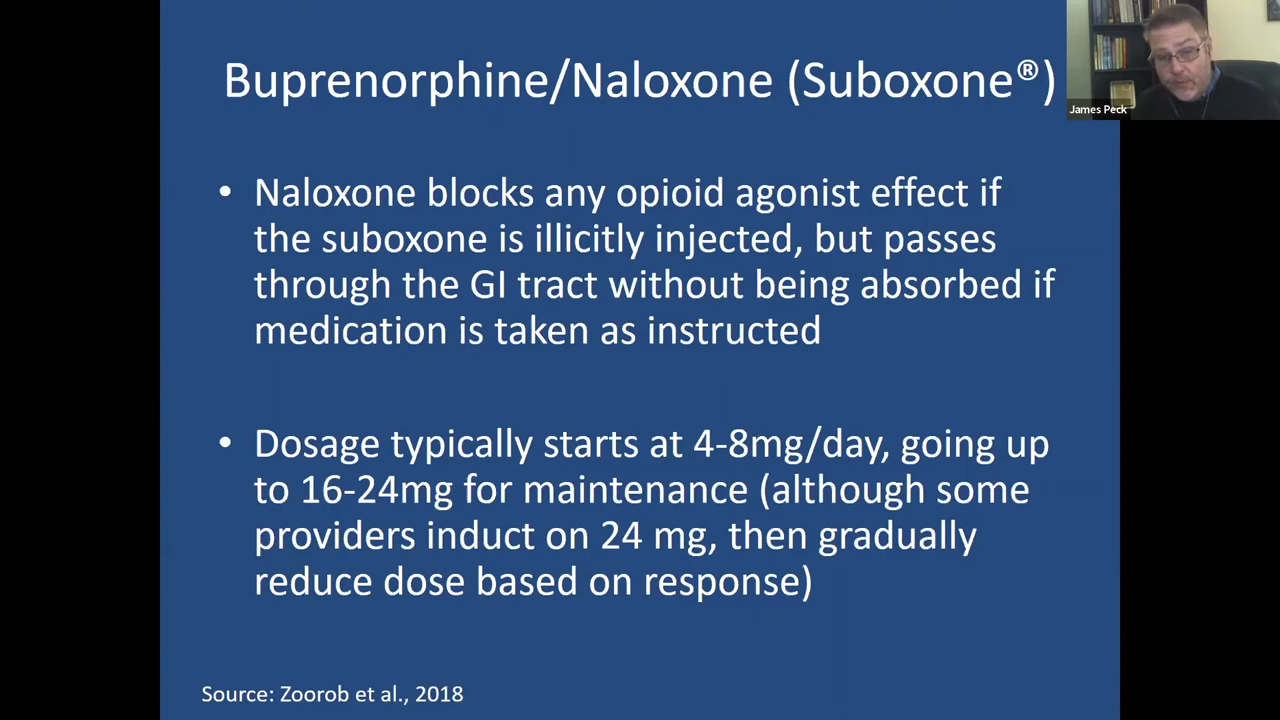 Buprenorphine/Naloxone (Suboxone®)
James Peck
• Naloxone blocks any opioid agonist effect if
the suboxone is illicitly injected, but passes
through the GI tract without being absorbed if
medication is taken as instructed
• Dosage typically starts at 4-8mg/day, going up
to 16-24mg for maintenance (although some
providers induct on 24 mg, then gradually
reduce dose based on response)
Source: Zoorob et al., 2018